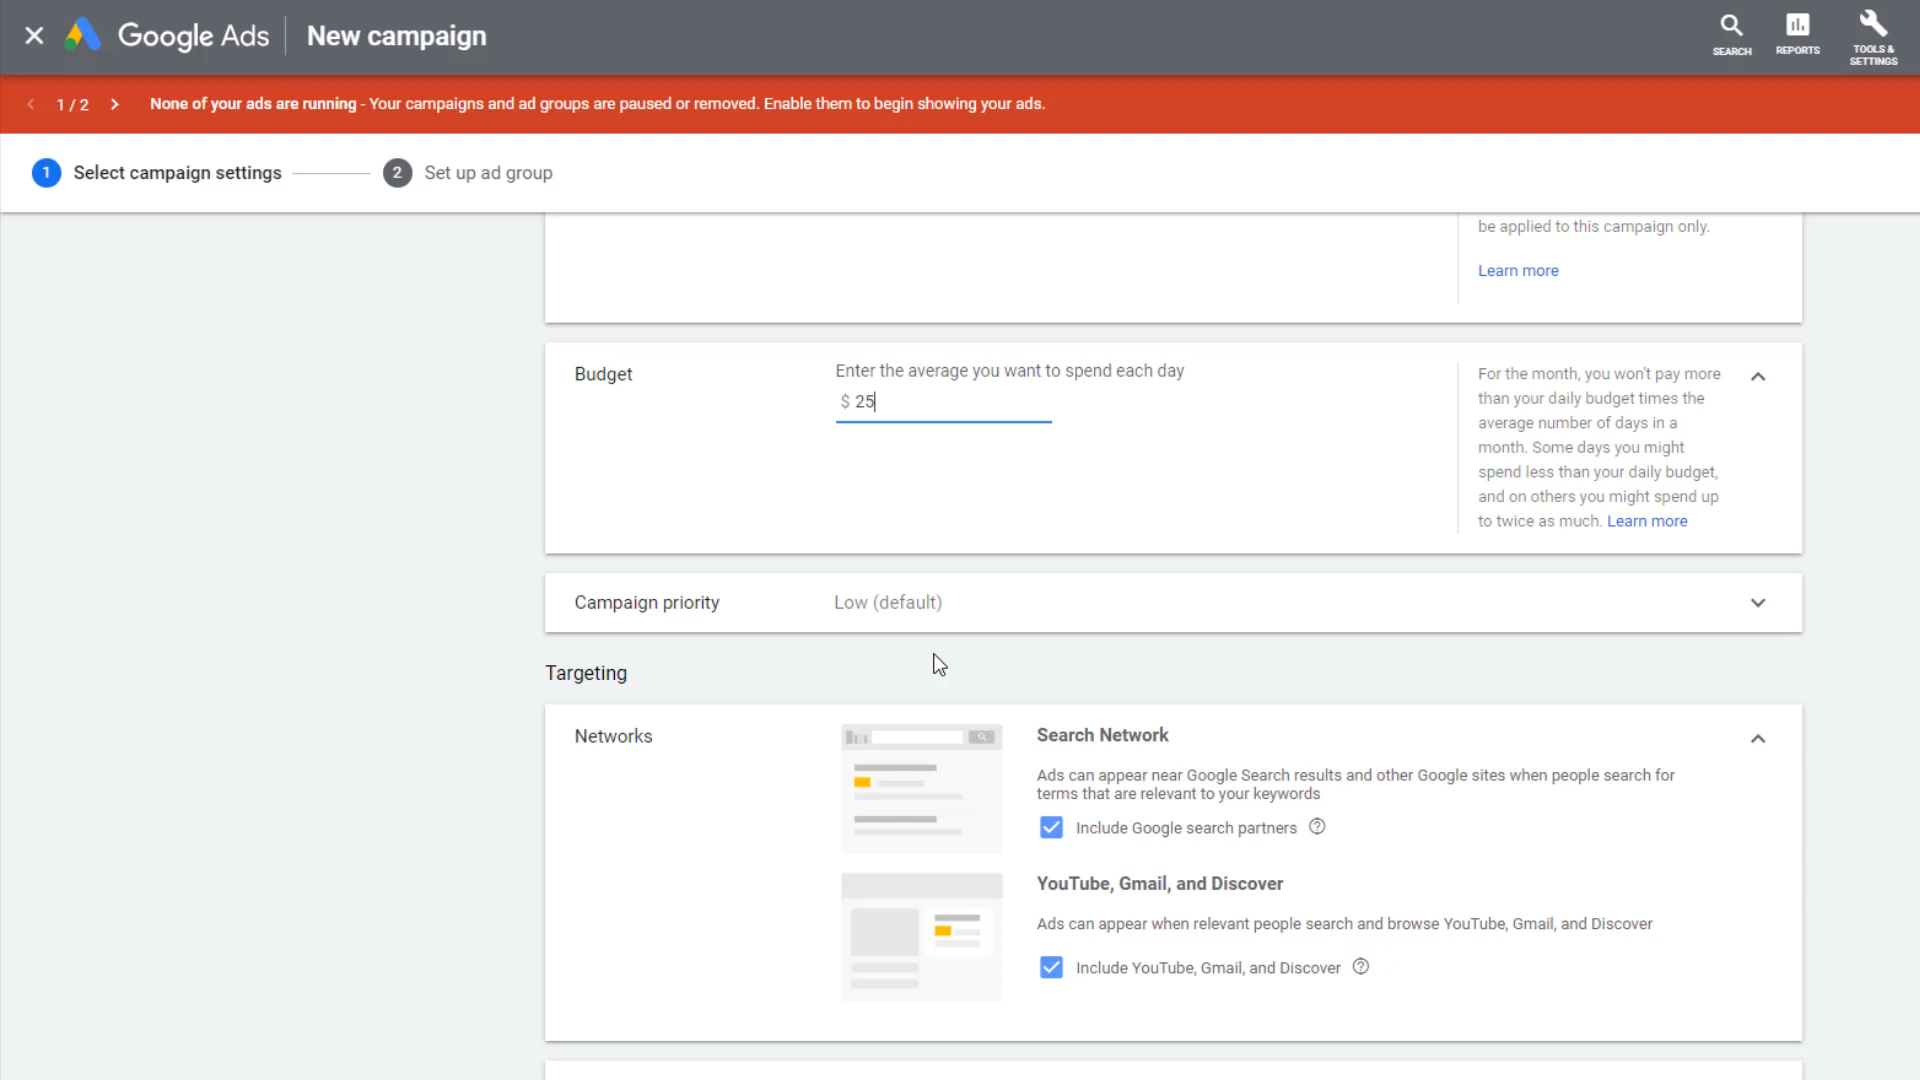 Google Ads New campaign
SEARCH
REPORTS
TOOLS &
SETTINGS
1 / 2 None of your ads are running - Your campaigns and ad groups are paused or removed. Enable them to begin showing your ads.
1 Select campaign settings 2 Set up ad group
be applied to this campaign only.
Learn more
Budget
Enter the average you want to spend each day
$ 25
For the month, you won't pay more
than your daily budget times the
average number of days in a
month. Some days you might
spend less than your daily budget,
and on others you might spend up
to twice as much. Learn more
Campaign priority Low (default)
Targeting
Networks
Search Network
Ads can appear near Google Search results and other Google sites when people search for
terms that are relevant to your keywords
Include Google search partners
YouTube, Gmail, and Discover
Ads can appear when relevant people search and browse YouTube, Gmail, and Discover
Include YouTube, Gmail, and Discover